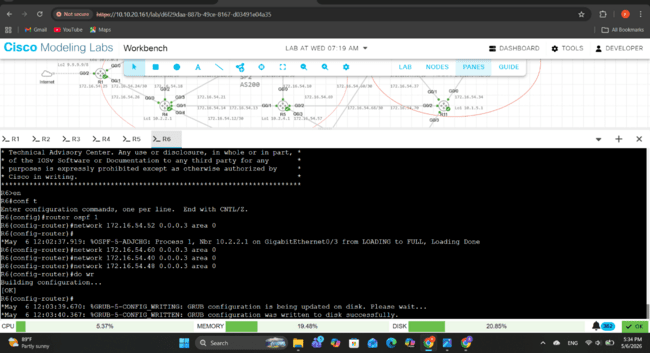 Not secure https://10.10.20.161/lab/d6f29daa-887b-49ce-8167-d03491e04a35
Gmail YouTube Maps All Bookmarks
Cisco Modeling Labs Workbench LAB AT WED 07:19 AM DASHBOARD TOOLS DEVELOPER
LAB NODES PANES GUIDE
Internet
AS200
R1 R2 R3 R4 R5 R6
* Technical Advisory Center. Any use or disclosure, in whole or in part, *
* of the IOSv Software or Documentation to any third party for any *
* purposes is expressly prohibited except as otherwise authorized by *
* Cisco in writing. *
**************************************************************************
R6>en
R6#conf t
Enter configuration commands, one per line. End with CNTL/Z.
R6(config)#router ospf 1
R6(config-router)#network 172.16.54.52 0.0.0.3 area 0
R6(config-router)#
*May 6 12:02:37.919: %OSPF-5-ADJCHG: Process 1, Nbr 10.2.2.1 on GigabitEthernet0/3 from LOADING to FULL, Loading Done
R6(config-router)#network 172.16.54.60 0.0.0.3 area 0
R6(config-router)#network 172.16.54.40 0.0.0.3 area 0
R6(config-router)#network 172.16.54.48 0.0.0.3 area 0
R6(config-router)#do wr
Building configuration...
[OK]
R6(config-router)#
*May 6 12:03:39.670: %GRUB-5-CONFIG_WRITING: GRUB configuration is being updated on disk. Please wait...
*May 6 12:03:40.367: %GRUB-5-CONFIG_WRITTEN: GRUB configuration was written to disk successfully.
CPU 5.37% MEMORY 19.48% DISK 20.85% OK
89°F
Partly sunny
Search
ENG
5:34 PM
5/6/2026